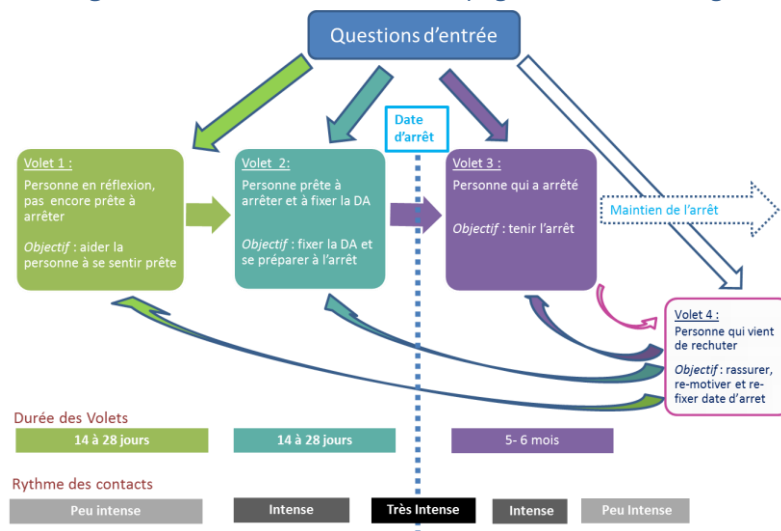 Questions d'entrée
Date
d'arrêt
Volet 1 :
Personne en réflexion,
pas encore prête à
arrêter
Objectif : aider la
personne à se sentir prête
Volet 2:
Personne prête à
arrêter et à fixer la DA
Objectif : fixer la DA et
se préparer à l'arrêt
Volet 3 :
Personne qui a arrêté
Objectif : tenir l'arrêt
Maintien de l'arrêt
Volet 4 :
Personne qui vient
de rechuter
Objectif : rassurer,
re-motiver et re-
fixer date d'arret
Durée des Volets
14 à 28 jours
14 à 28 jours
5- 6 mois
Rythme des contacts
Peu intense
Intense
Très Intense
Intense
Peu Intense